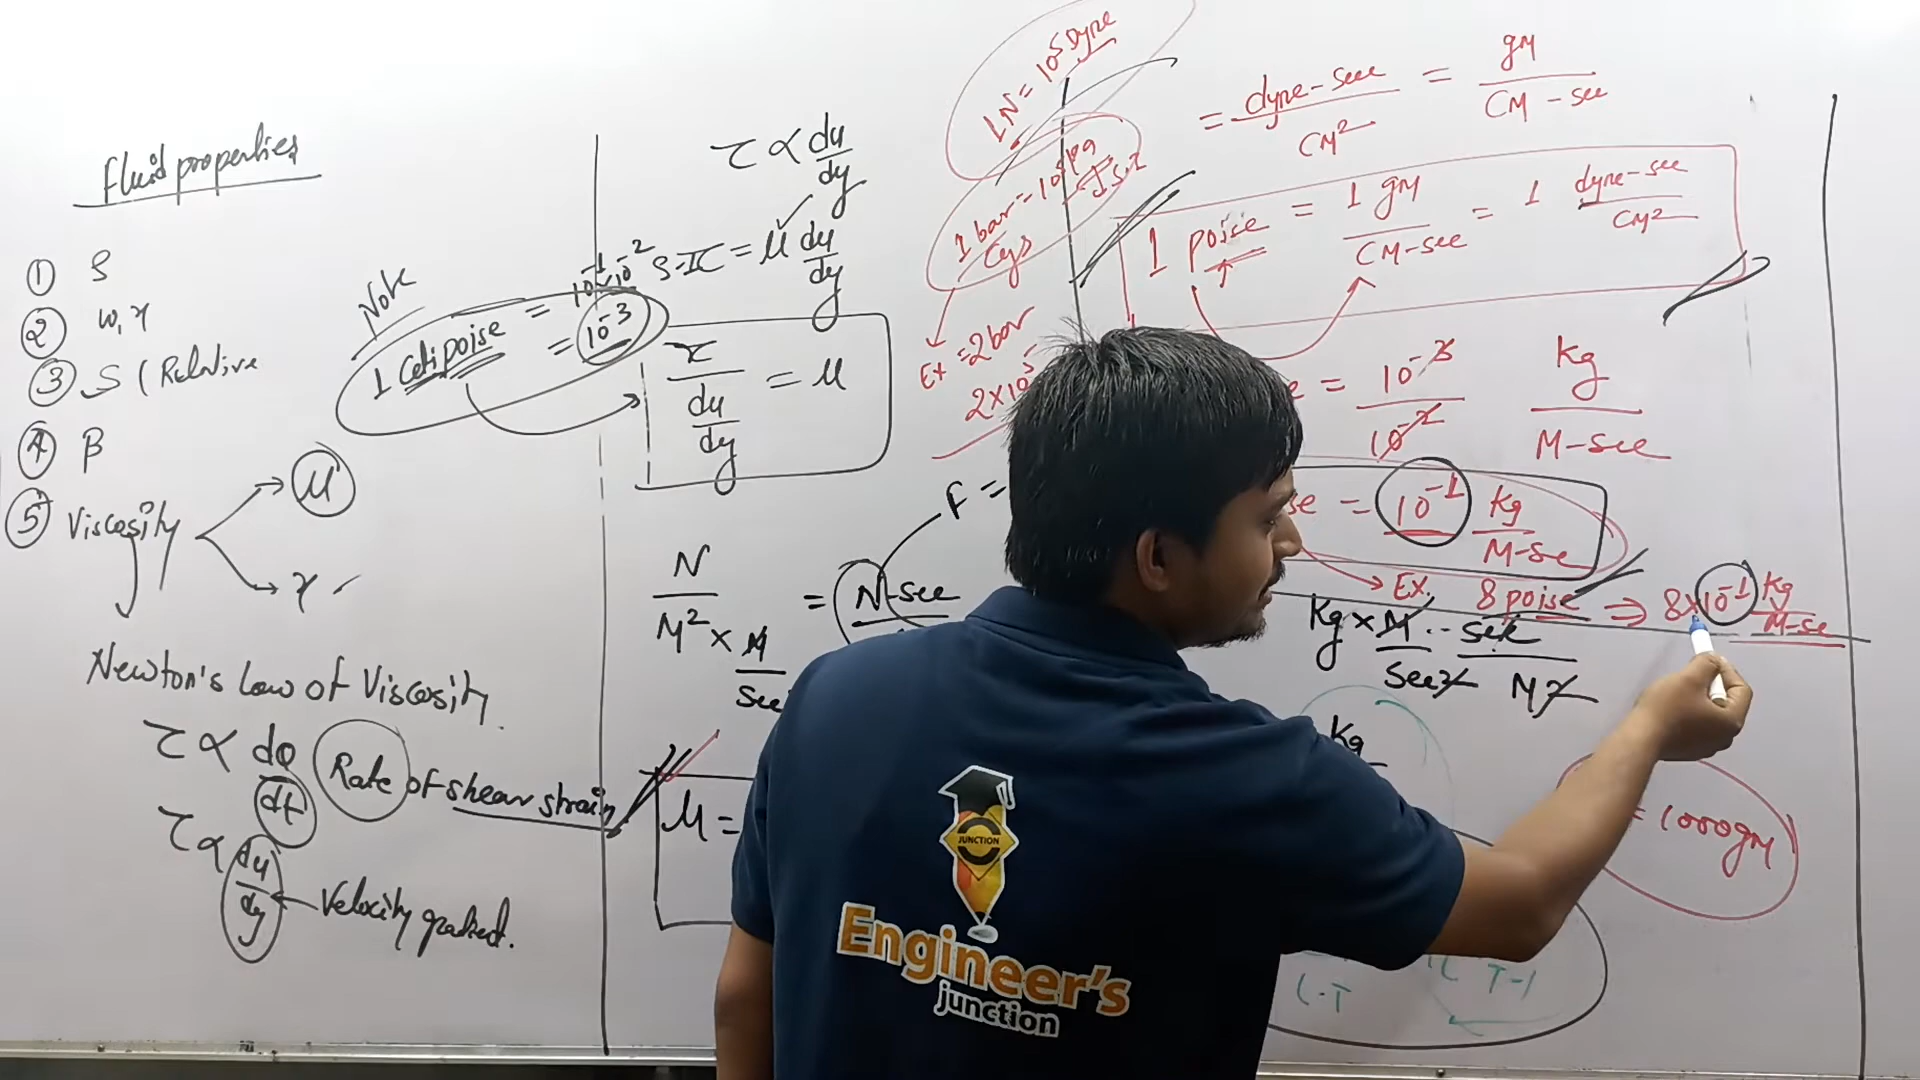 Fluid properties
① S
② w, γ
③ S (Relative
④ β
⑤ Viscosity → μ
→ γ
Newton's Law of Viscosity.
τ ∝ dθ/dt Rate of shear strain
τ ∝ du/dy ← Velocity gradient.
Note
1 Cetipoise = 10⁻¹×10⁻² S-I
= 10⁻³
τ ∝ du/dy
τ = μ du/dy
τ / (du/dy) = μ
N / M² × M/Sec = N-sec
μ =
F =
1N = 10⁵ Dyne
1 bar = 10⁵ Pa
Cgs S.I
Ex = 2 bar
2×10⁵
= dyne-sec / CM² = gm / CM-sec
1 poise = 1 gm / CM-sec = 1 dyne-sec / CM²
e = 10⁻³ / 10⁻² Kg / M-sec
se = 10⁻¹ Kg / M-se
→ Ex. 8 poise ⇒ 8×10⁻¹ Kg / M-se
Kg × M / Sec² · sec / M²
Kg
= 1000 gm
L-T T-1
JUNCTION
Engineer's
junction